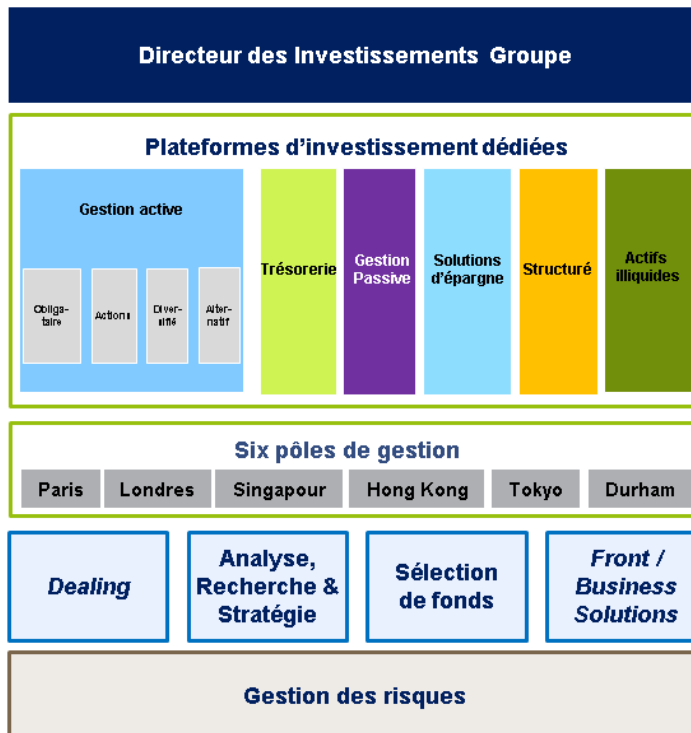 Directeur des Investissements Groupe
Plateformes d'investissement dédiées
Gestion active
Obliga-
taire
Actions
Diver-
sifié
Alter-
natif
Trésorerie
Gestion
Passive
Solutions
d'épargne
Structuré
Actifs
illiquides
Six pôles de gestion
Paris
Londres
Singapour
Hong Kong
Tokyo
Durham
Dealing
Analyse,
Recherche &
Stratégie
Sélection
de fonds
Front /
Business
Solutions
Gestion des risques